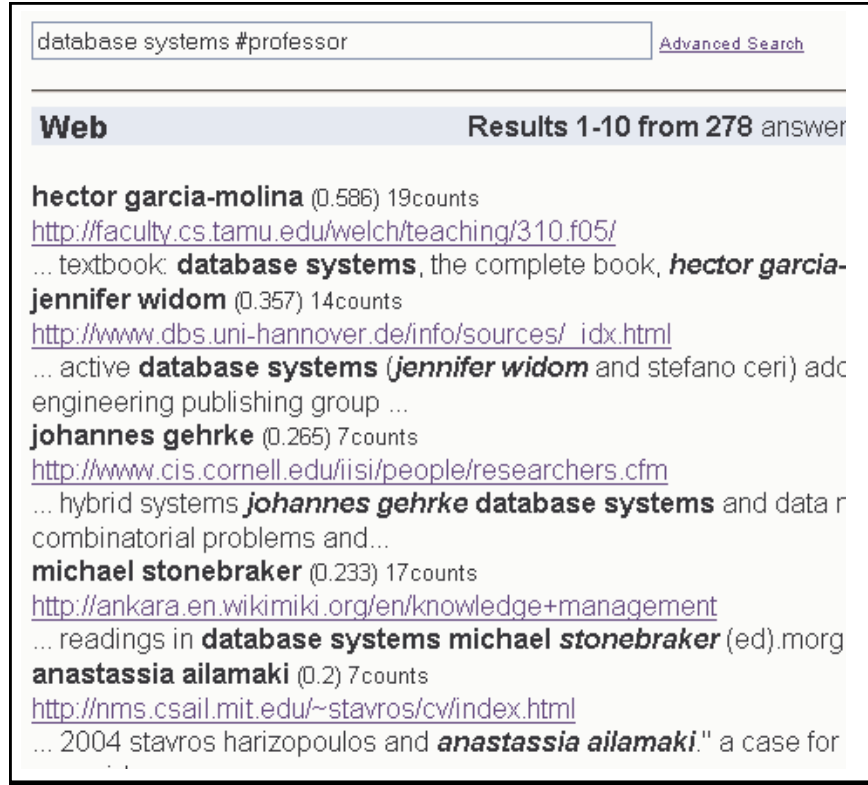 database systems #professor Advanced Search
Web Results 1-10 from 278 answer
hector garcia-molina (0.586) 19counts
http://faculty.cs.tamu.edu/welch/teaching/310.f05/
... textbook: database systems, the complete book, hector garcia-
jennifer widom (0.357) 14counts
http://www.dbs.uni-hannover.de/info/sources/_idx.html
... active database systems (jennifer widom and stefano ceri) add
engineering publishing group ...
johannes gehrke (0.265) 7counts
http://www.cis.cornell.edu/iisi/people/researchers.cfm
... hybrid systems johannes gehrke database systems and data
combinatorial problems and...
michael stonebraker (0.233) 17counts
http://ankara.en.wikimiki.org/en/knowledge+management
... readings in database systems michael stonebraker (ed).morg
anastassia ailamaki (0.2) 7counts
http://nms.csail.mit.edu/~stavros/cv/index.html
... 2004 stavros harizopoulos and anastassia ailamaki." a case for